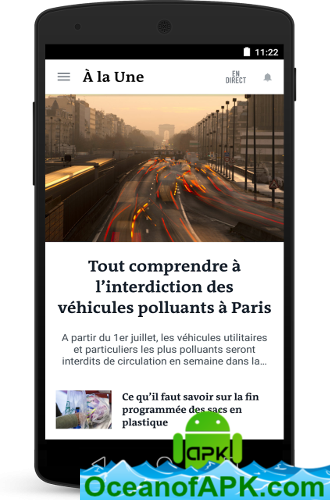 11:22
À la Une
EN
DIRECT
Tout comprendre à
l'interdiction des
véhicules polluants à Paris
A partir du 1er juillet, les véhicules utilitaires
et particuliers les plus polluants seront
interdits de circulation en semaine dans la...
Ce qu'il faut savoir sur la fin
programmée des sacs en
plastique
apk!
OceanofAPK.com